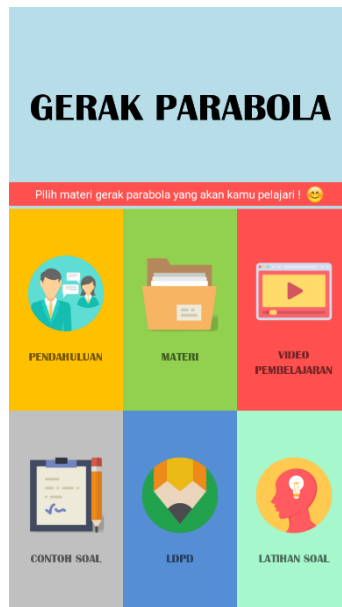 GERAK PARABOLA
Pilih materi gerak parabola yang akan kamu pelajari !
PENDAHULUAN
MATERI
VIDEO
PEMBELAJARAN
CONTOH SOAL
LDPD
LATIHAN SOAL